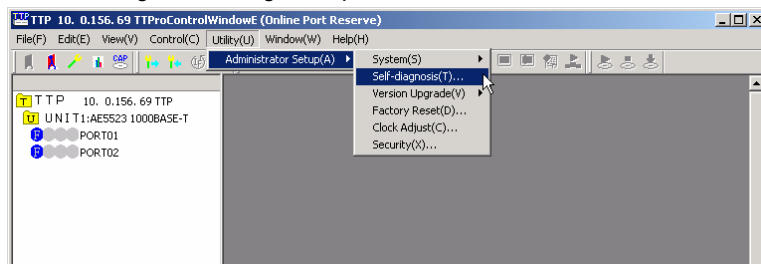 TTP 10. 0.156. 69 TTProControlWindowE (Online Port Reserve)
File(F) Edit(E) View(V) Control(C) Utility(U) Window(W) Help(H)
CAP
Administrator Setup(A)
System(S)
Self-diagnosis(T)...
Version Upgrade(V)
Factory Reset(D)...
Clock Adjust(C)...
Security(X)...
T TTP 10. 0.156. 69 TTP
U UNIT1:AE5523 1000BASE-T
F PORT01
F PORT02